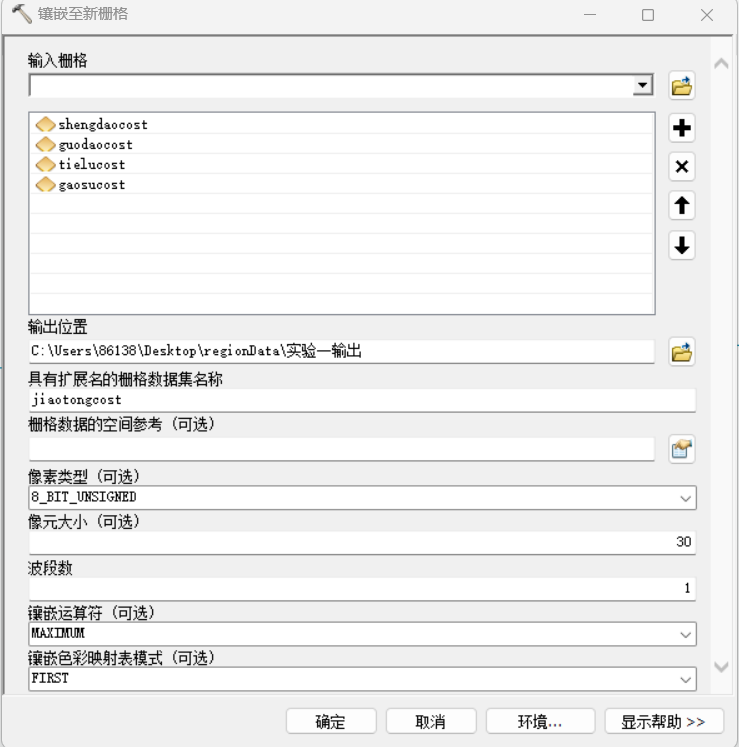 镶嵌至新栅格
输入栅格
shengdaocost
guodaocost
tielucost
gaosucost
输出位置
C:\Users\86138\Desktop\regionData\实验一输出
具有扩展名的栅格数据集名称
jiaotongcost
栅格数据的空间参考（可选）
像素类型（可选）
8_BIT_UNSIGNED
像元大小（可选）
30
波段数
1
镶嵌运算符（可选）
MAXIMUM
镶嵌色彩映射表模式（可选）
FIRST
确定 取消 环境... 显示帮助 >>